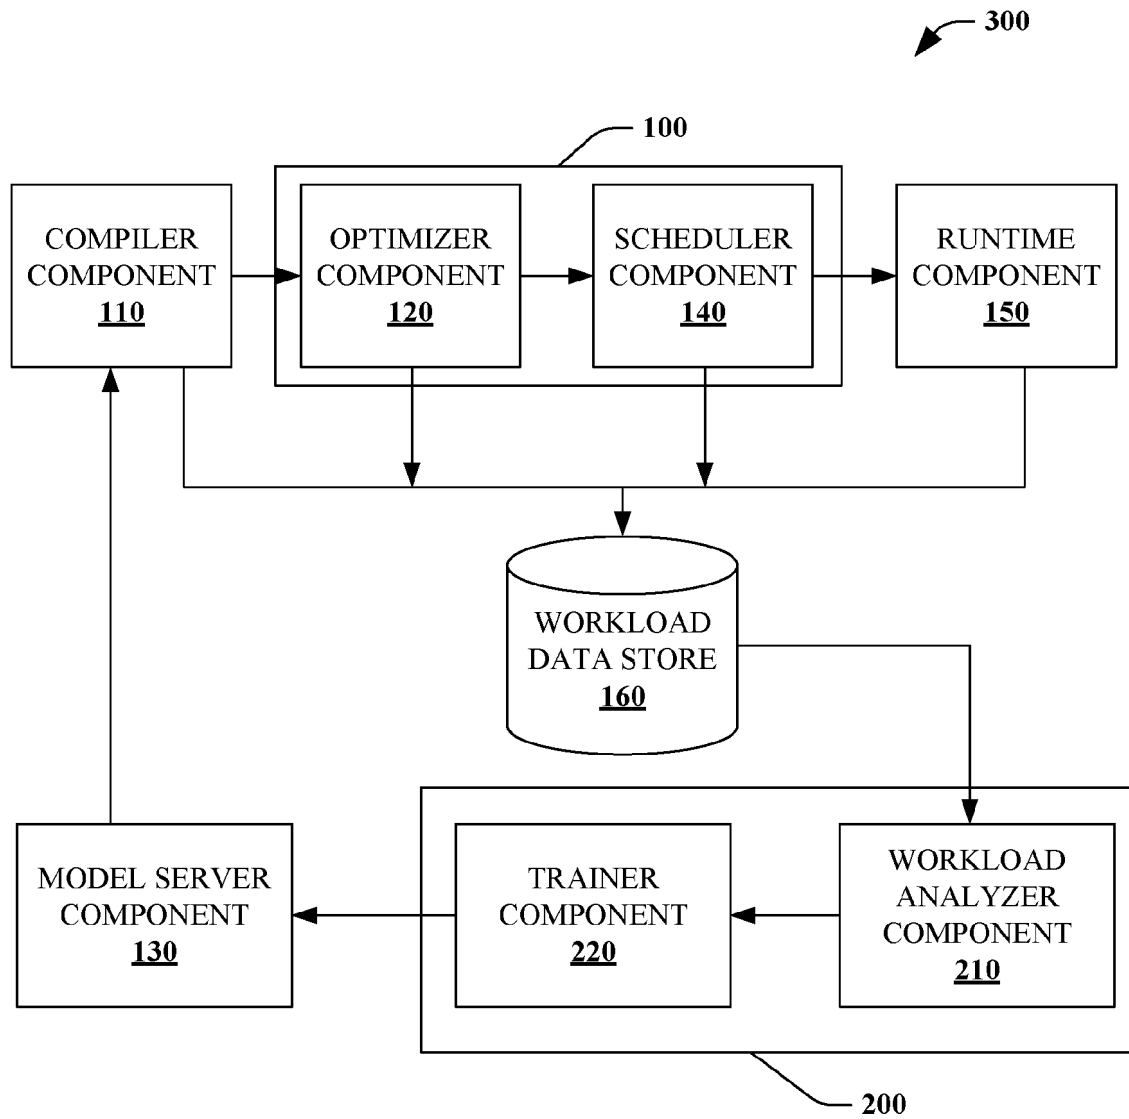 300
100
COMPILER
COMPONENT
110
OPTIMIZER
COMPONENT
120
SCHEDULER
COMPONENT
140
RUNTIME
COMPONENT
150
WORKLOAD
DATA STORE
160
MODEL SERVER
COMPONENT
130
TRAINER
COMPONENT
220
WORKLOAD
ANALYZER
COMPONENT
210
200